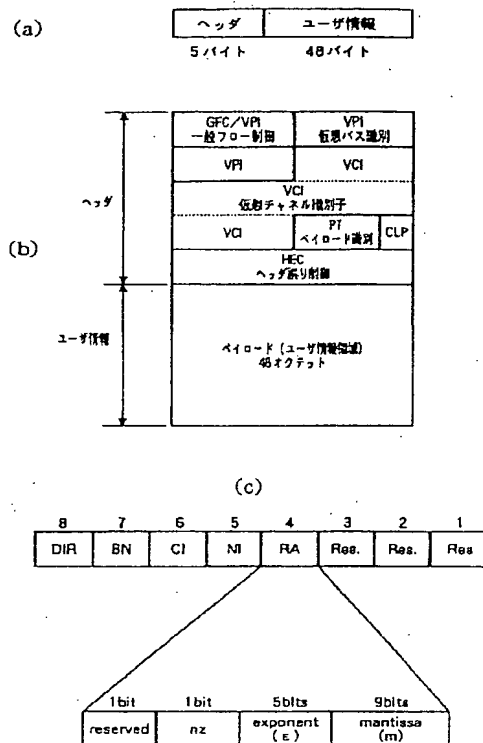 (a)
ヘッダ ユーザ情報
5バイト 48バイト
(b)
ヘッダ
ユーザ情報
GFC/VPI
一般フロー制御
VPI
仮想パス識別
VPI VCI
VCI
仮想チャネル識別子
VCI
PT
ペイロード識別
CLP
HEC
ヘッダ誤り制御
ペイロード(ユーザ情報領域)
48オクテット
(c)
8 7 6 5 4 3 2 1
DIR BN CI NI RA Res. Res. Res
1bit 1bit 5bits 9bits
reserved nz exponent mantissa
(ε) (m)